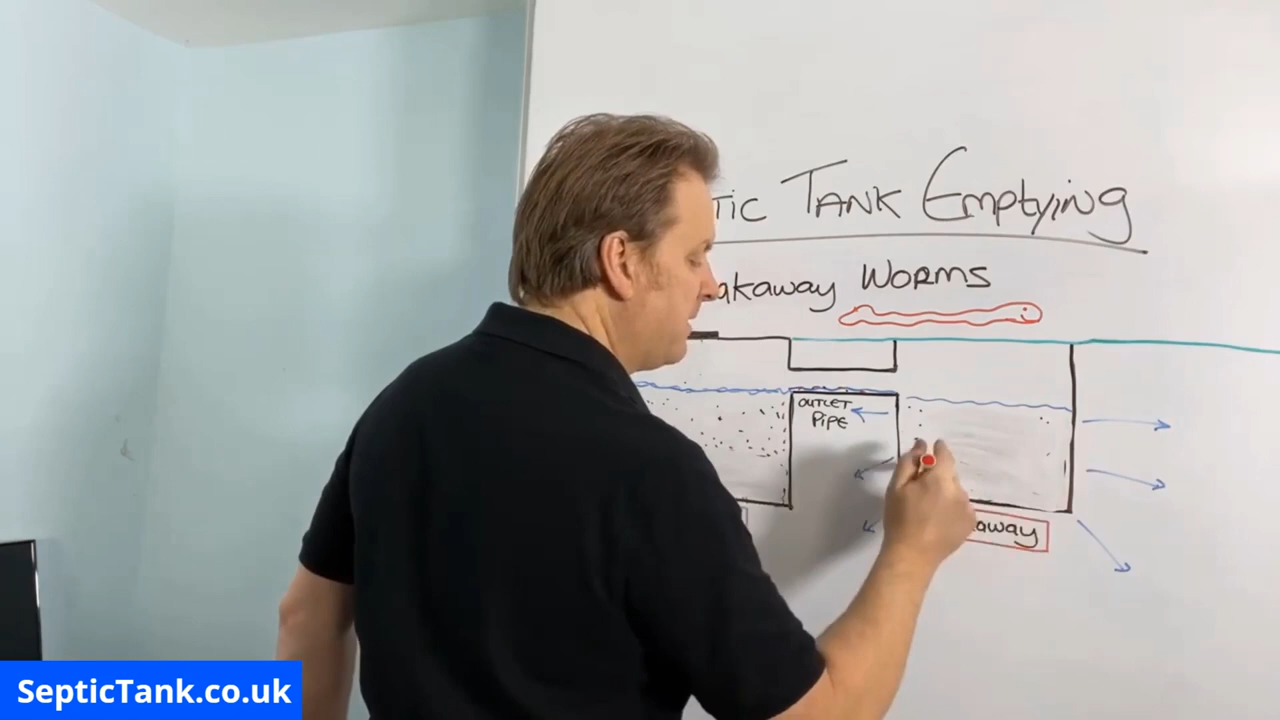 TIC TANK Emptying
akaway WORMS
OUTLET
PiPE
away
SepticTank.co.uk